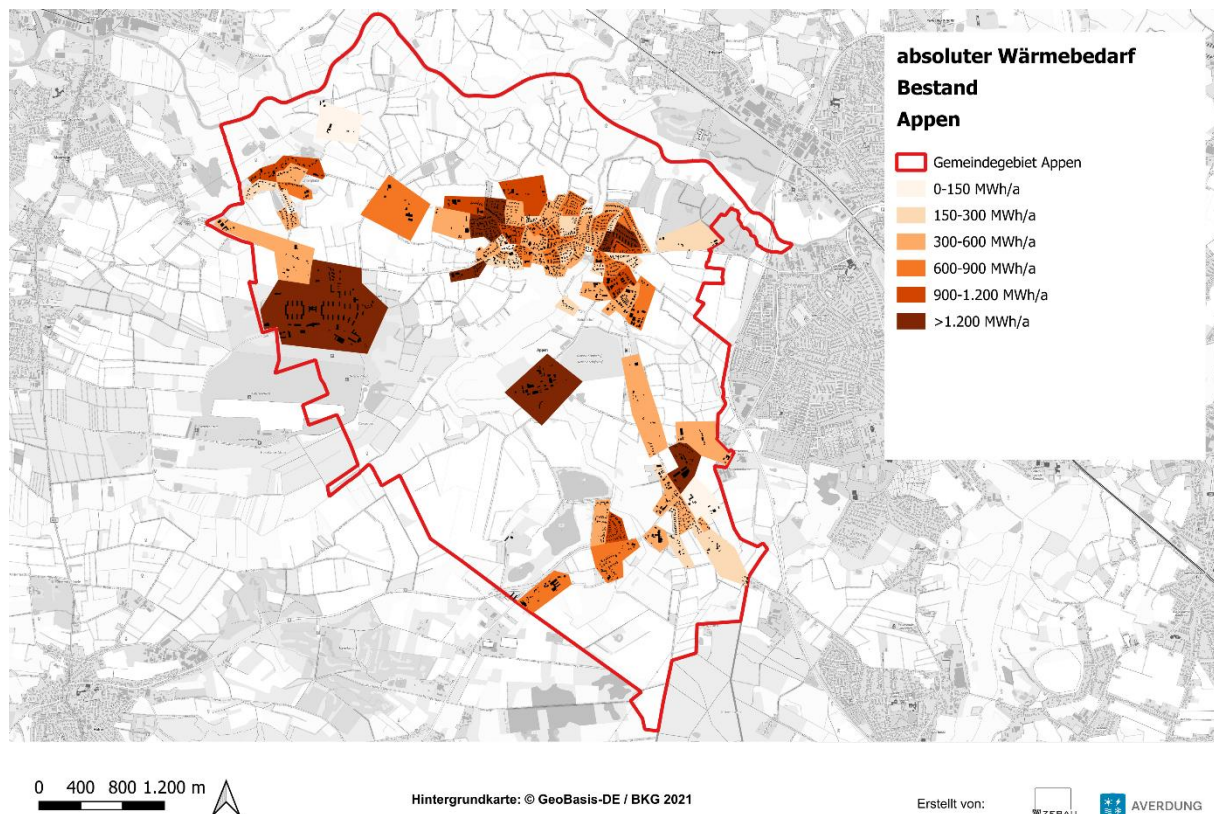 absoluter Wärmebedarf
Bestand
Appen
Gemeindegebiet Appen
0-150 MWh/a
150-300 MWh/a
300-600 MWh/a
600-900 MWh/a
900-1.200 MWh/a
>1.200 MWh/a
Appen
0 400 800 1.200 m
Hintergrundkarte: © GeoBasis-DE / BKG 2021
Erstellt von:
AVERDUNG